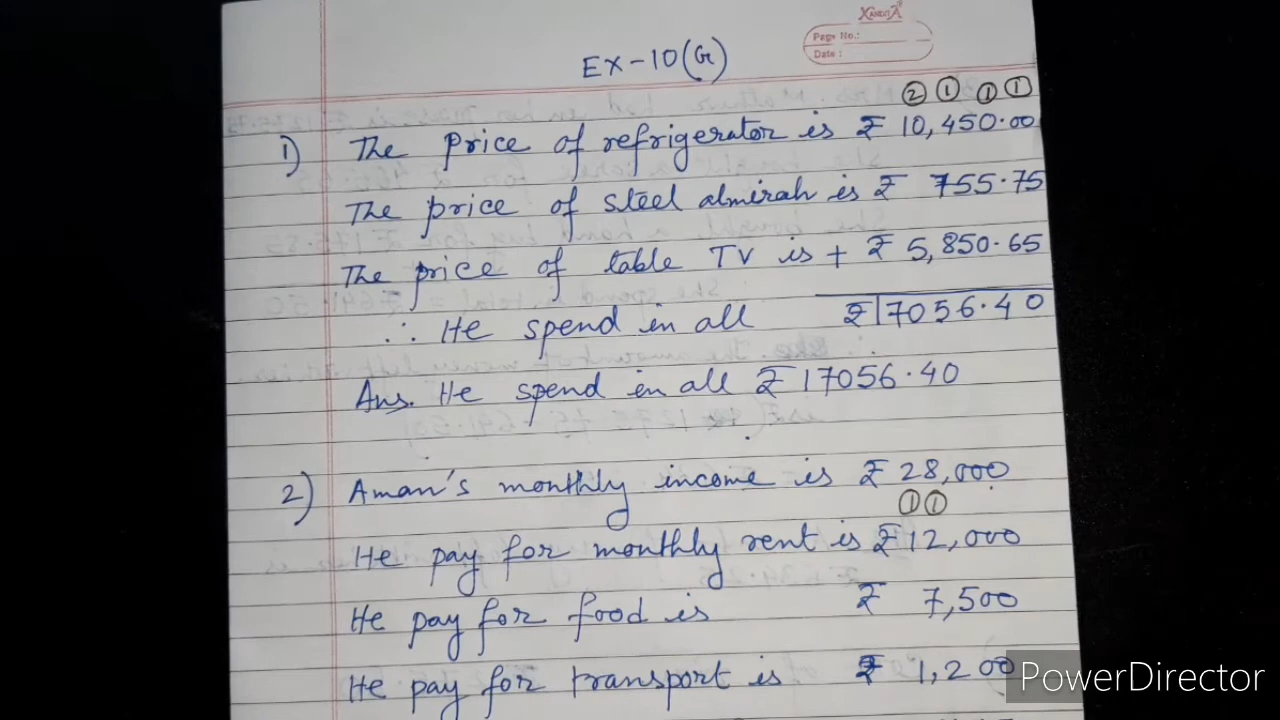 XAMDITA
Page No.:
Date :
EX-10(G)
2 1 1 1
1) The price of refrigerator is ₹ 10,450.00
The price of steel almirah is ₹ 755.75
The price of table TV is + ₹ 5,850.65
∴ He spend in all ₹17056.40
Ans. He spend in all ₹ 17056.40
2) Aman's monthly income is ₹ 28,000
1 1
He pay for monthly rent is ₹ 12,000
He pay for food is ₹ 7,500
He pay for transport is ₹ 1,200
PowerDirector